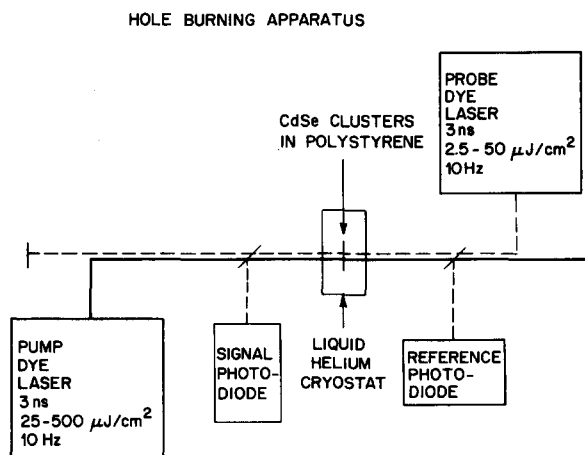 HOLE BURNING APPARATUS
CdSe CLUSTERS
IN POLYSTYRENE
PROBE
DYE
LASER
3ns
2.5-50 μJ/cm²
10Hz
PUMP
DYE
LASER
3ns
25-500 μJ/cm²
10 Hz
SIGNAL
PHOTO-
DIODE
LIQUID
HELIUM
CRYOSTAT
REFERENCE
PHOTO-
DIODE